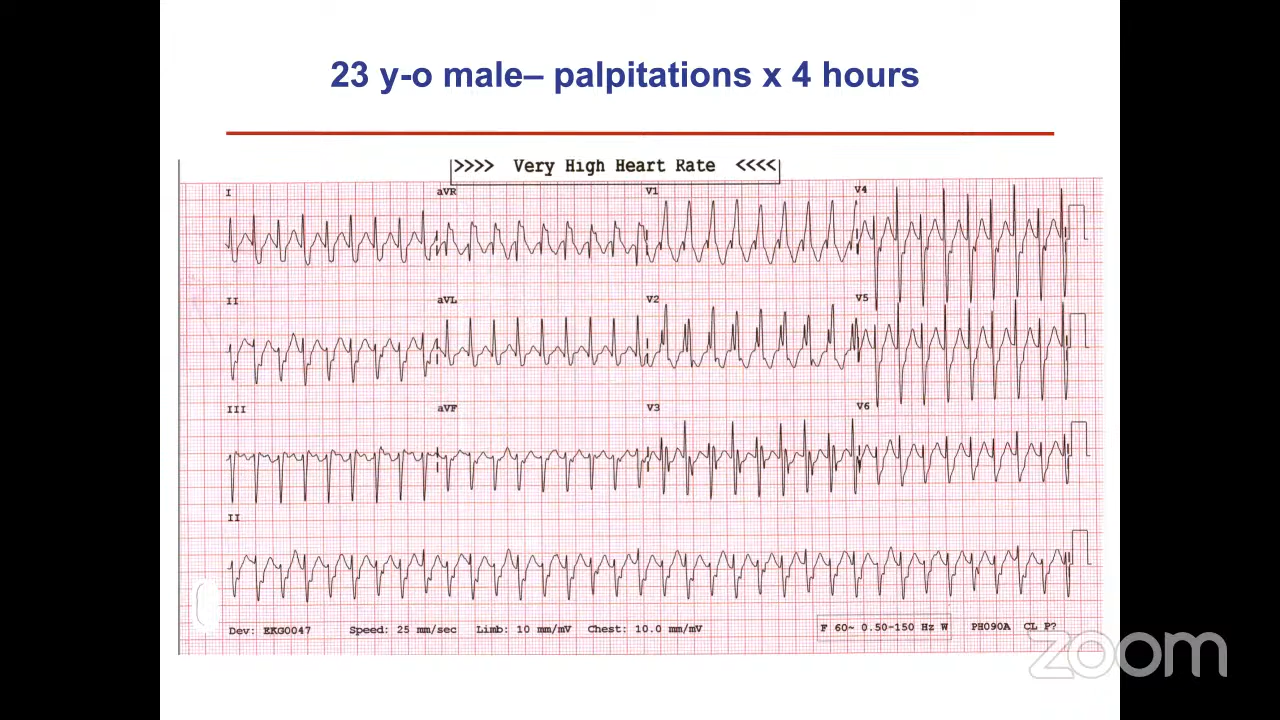 23 y-o male– palpitations x 4 hours
>>>> Very High Heart Rate <<<<
I aVR V1 V4
II aVL V2 V5
III aVF V3 V6
II
Dev: EKG0047 Speed: 25 mm/sec Limb: 10 mm/mV Chest: 10.0 mm/mV F 60~ 0.50-150 Hz W PH090A CL P?
zoom